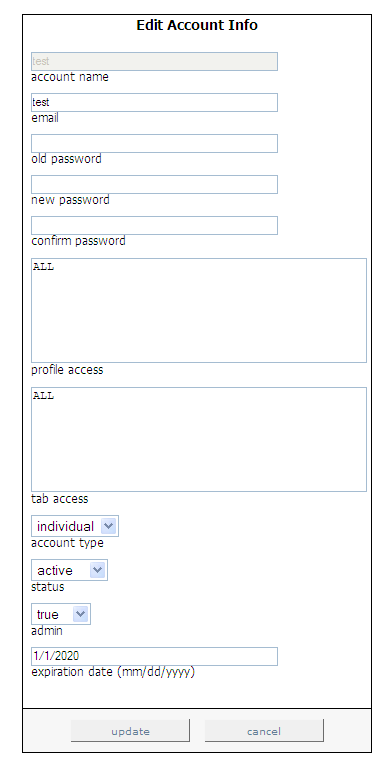 Edit Account Info
test
account name
test
email
old password
new password
confirm password
ALL
profile access
ALL
tab access
individual
account type
active
status
true
admin
1/1/2020
expiration date (mm/dd/yyyy)
update cancel